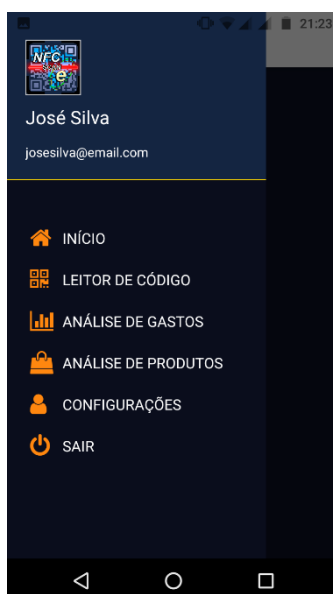 21:23
NFC
e
José Silva
josesilva@email.com
INÍCIO
LEITOR DE CÓDIGO
ANÁLISE DE GASTOS
ANÁLISE DE PRODUTOS
CONFIGURAÇÕES
SAIR